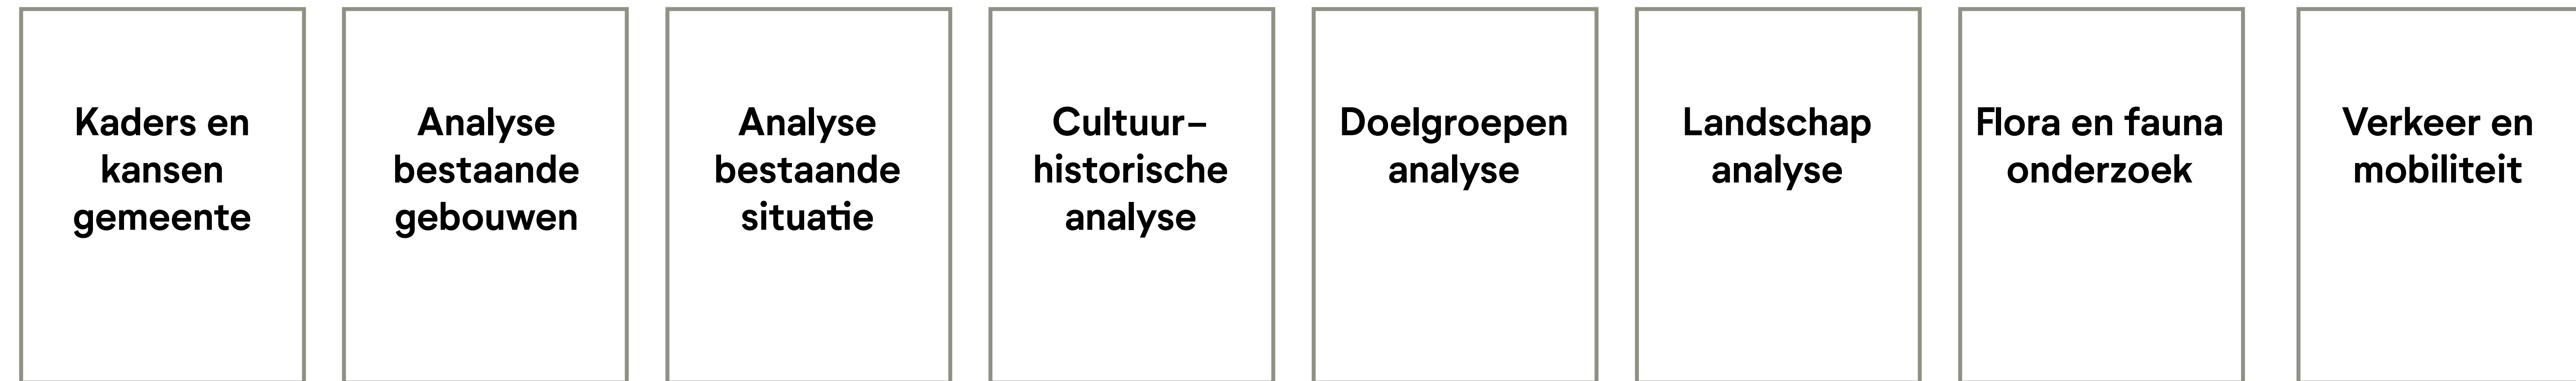 Kaders en
kansen
gemeente
Analyse
bestaande
gebouwen
Analyse
bestaande
situatie
Cultuur-
historische
analyse
Doelgroepen
analyse
Landschap
analyse
Flora en fauna
onderzoek
Verkeer en
mobiliteit